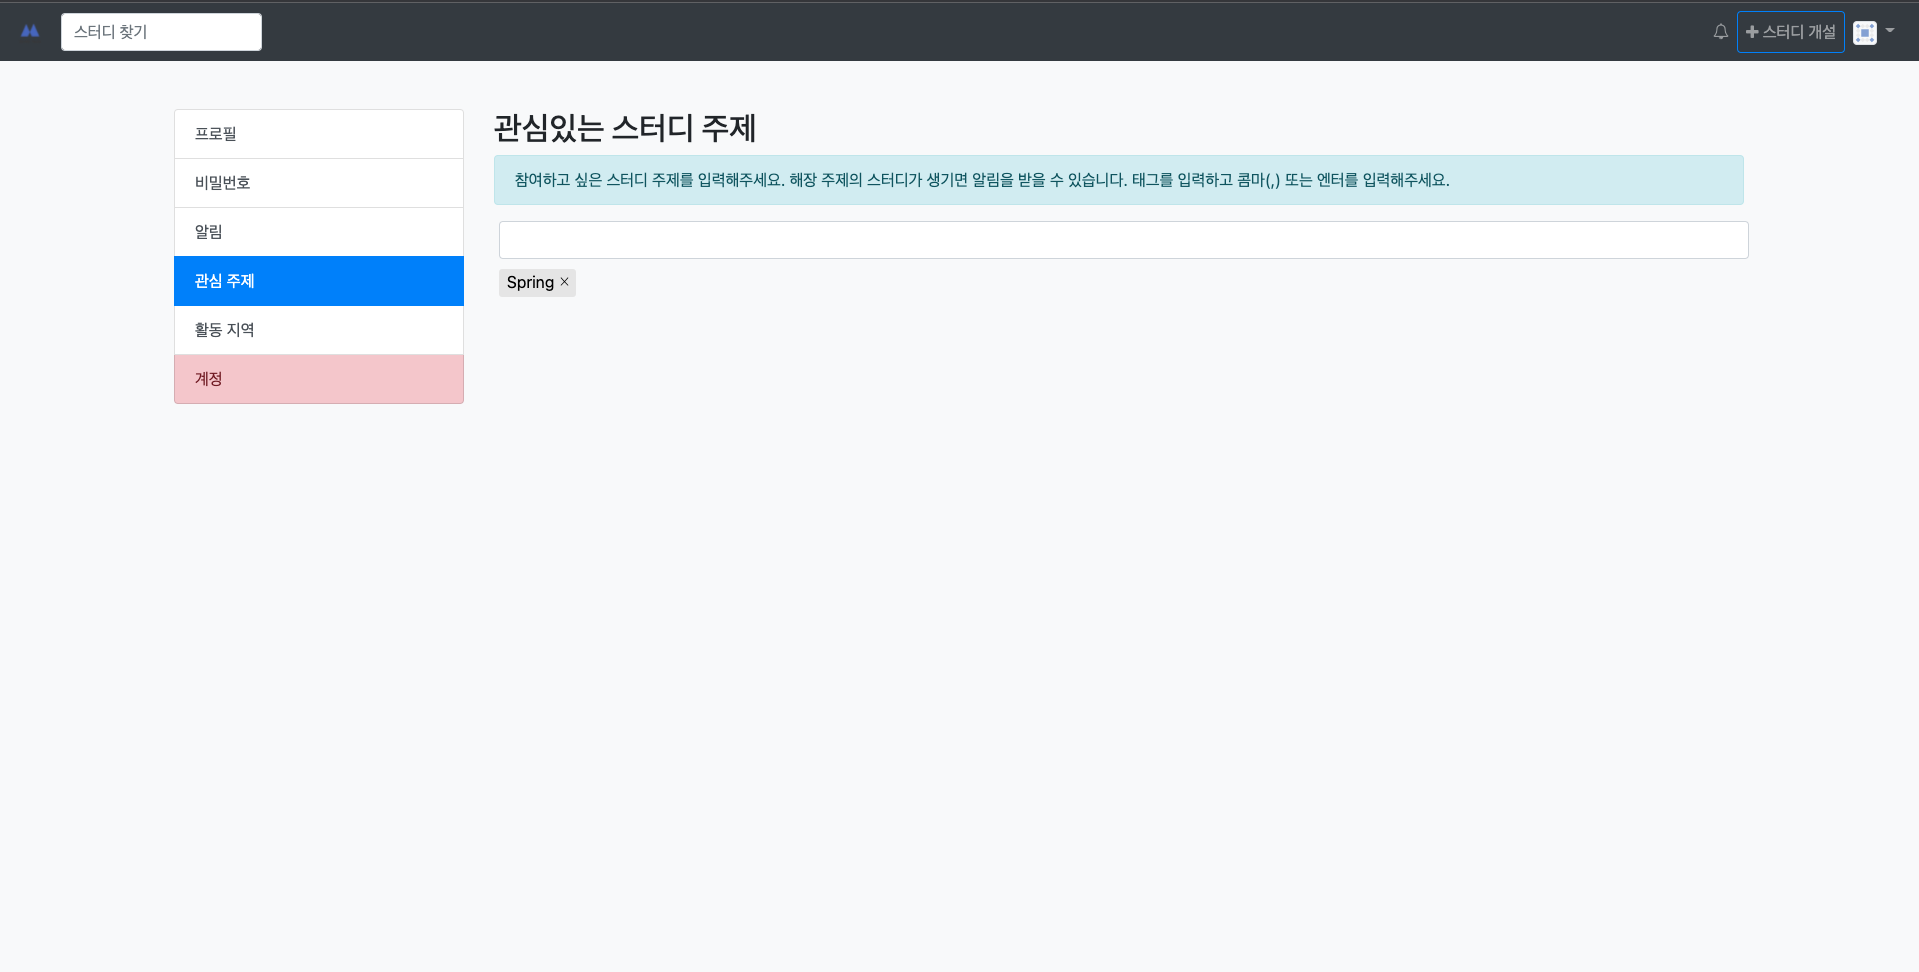 스터디 찾기
스터디 개설
프로필
비밀번호
알림
관심 주제
활동 지역
계정
관심있는 스터디 주제
참여하고 싶은 스터디 주제를 입력해주세요. 해장 주제의 스터디가 생기면 알림을 받을 수 있습니다. 태그를 입력하고 콤마(,) 또는 엔터를 입력해주세요.
Spring ×